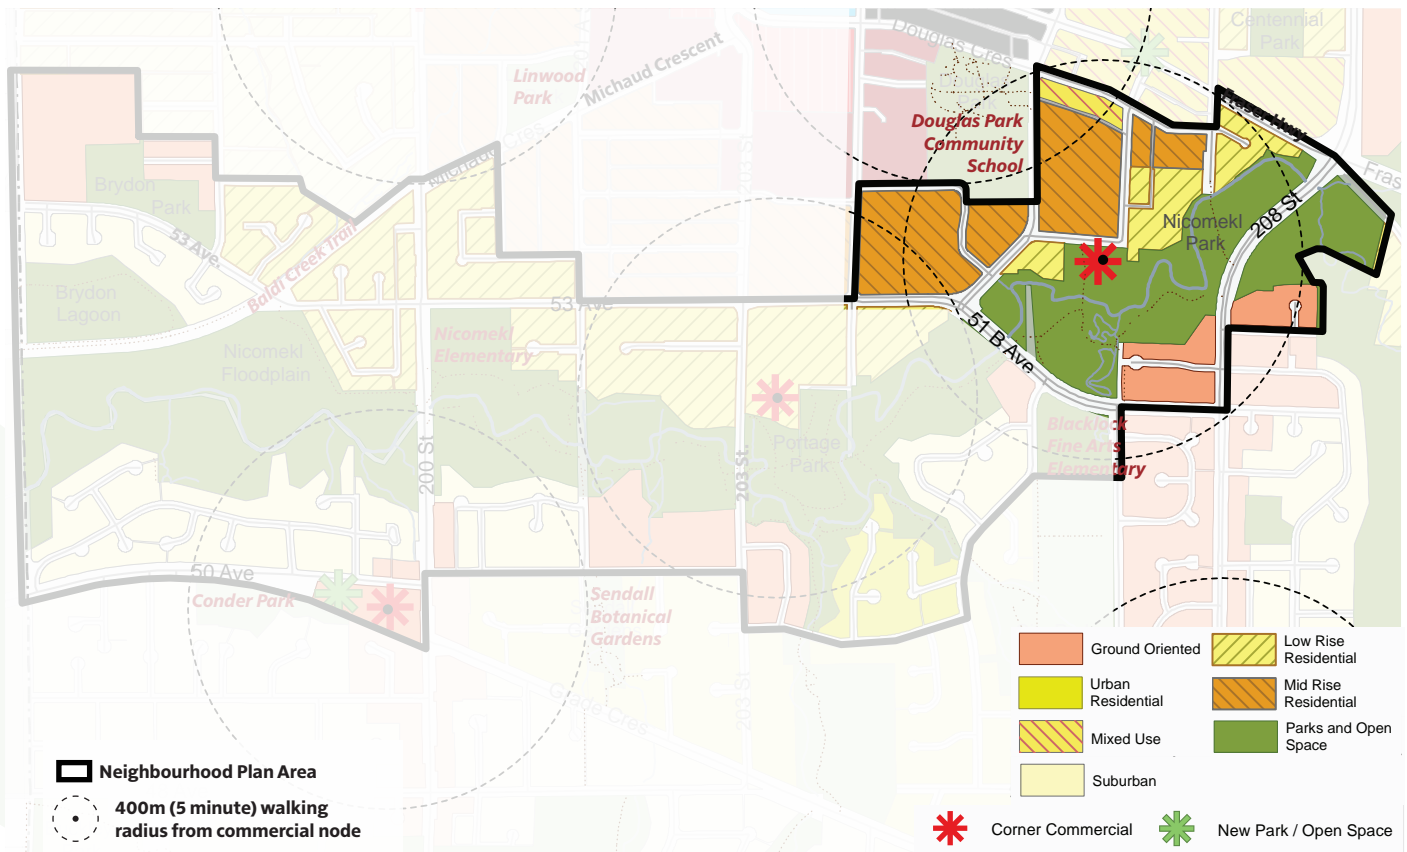 Douglas Cres
Centennial
Park
Linwood
Park
Michaud Crescent
Michaud Cres
Fraser Hwy
Douglas Park
Community
School
203 St
Brydon
Park
53 Ave.
Baldi Creek Trail
Nicomekl
Park
208 St
Brydon
Lagoon
53 Ave
51 B Ave
Nicomekl
Elementary
Nicomekl
Floodplain
200 St
Portage
Park
203 St.
Blacklock
Fine Arts
Elementary
50 Ave
Conder Park
Sendall
Botanical
Gardens
Grade Cres
203 St
Ground Oriented
Low Rise
Residential
Urban
Residential
Mid Rise
Residential
Mixed Use
Parks and Open
Space
Suburban
Corner Commercial
New Park / Open Space
Neighbourhood Plan Area
400m (5 minute) walking
radius from commercial node